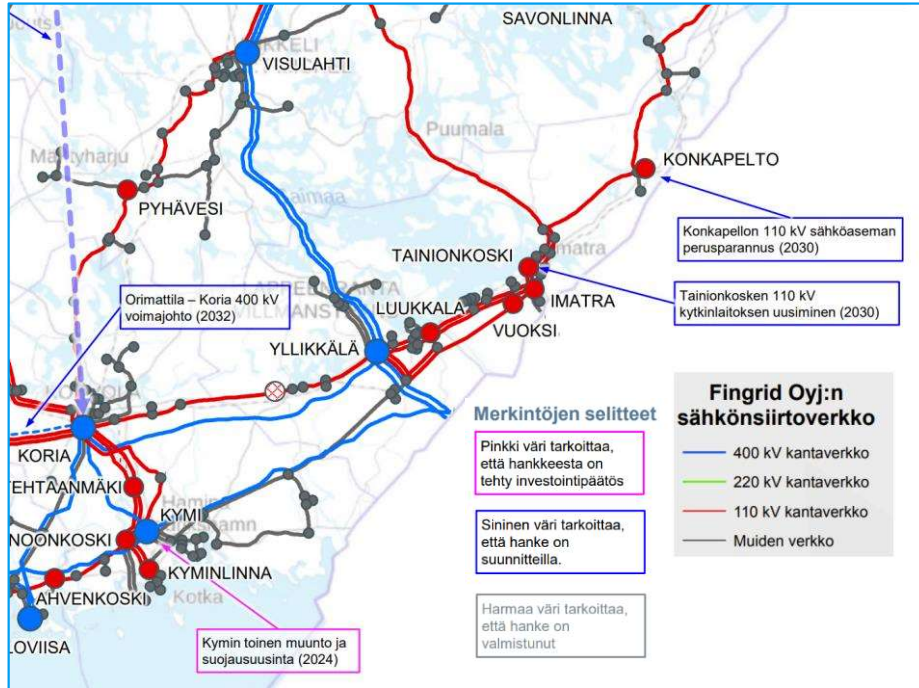 SAVONLINNA
VISULAHTI
Puumala
KONKAPELTO
PYHÄVESI
Konkapellon 110 kV sähköaseman
perusparannus (2030)
TAINIONKOSKI
Orimattila – Koria 400 kV
voimajohto (2032)
LUUKKALA
IMATRA
Tainionkosken 110 kV
kytkinlaitoksen uusiminen (2030)
VUOKSI
YLLIKKÄLÄ
Merkintöjen selitteet
Fingrid Oyj:n
sähkönsiirtoverkko
Pinkki väri tarkoittaa,
että hankkeesta on
tehty investointipäätös
400 kV kantaverkko
220 kV kantaverkko
110 kV kantaverkko
Muiden verkko
KORIA
Sininen väri tarkoittaa,
että hanke on
suunnitteilla.
EHTAANMÄKI
Hamina
KYMI
NOONKOSKI
KYMINLINNA
Kotka
AHVENKOSKI
Harmaa väri tarkoittaa,
että hanke on
valmistunut
LOVIISA
Kymin toinen muunto ja
suojausuusinta (2024)